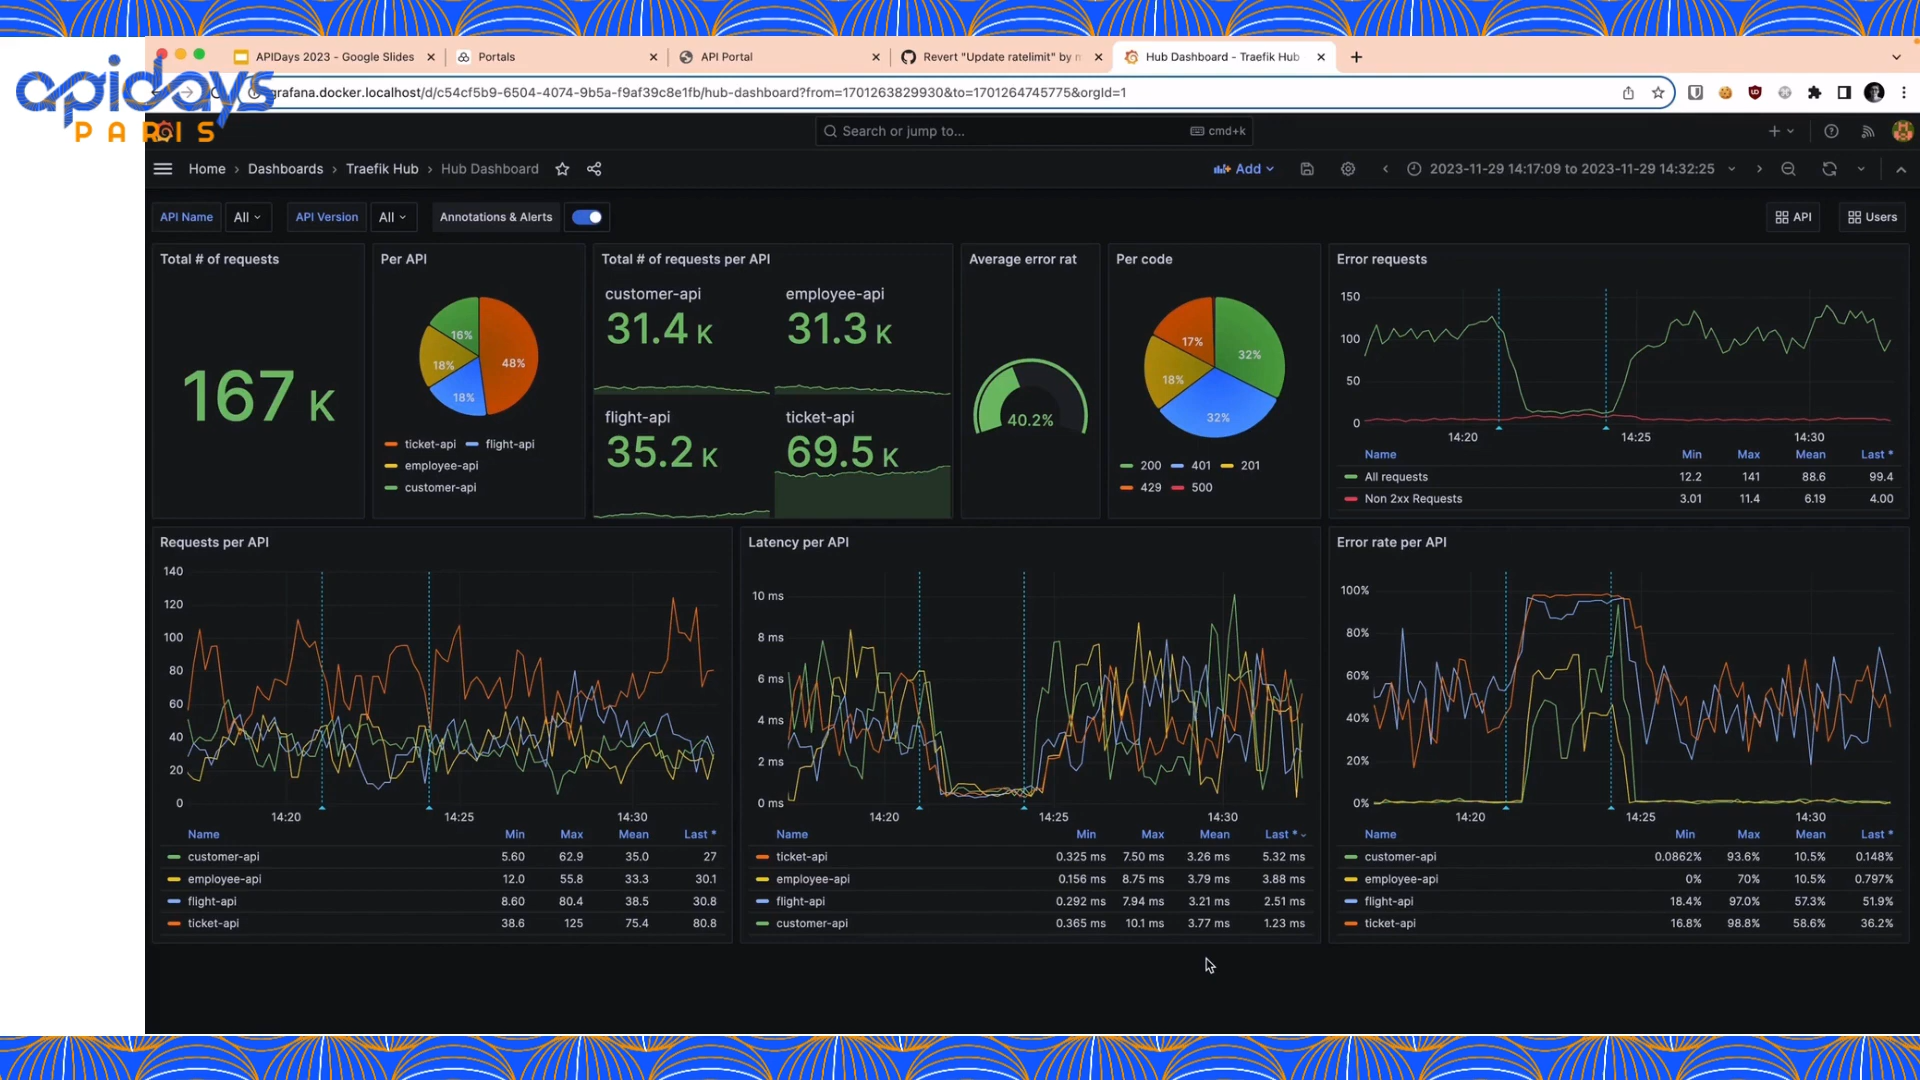 apidays
PARIS
APIDays 2023 - Google Slides
Portals
API Portal
Revert "Update ratelimit" by m
Hub Dashboard - Traefik Hub
grafana.docker.localhost/d/c54cf5b9-6504-4074-9b5a-f9af39c8e1fb/hub-dashboard?from=1701263829930&to=1701264745775&orgId=1
Search or jump to... cmd+k
Home › Dashboards › Traefik Hub › Hub Dashboard
Add
2023-11-29 14:17:09 to 2023-11-29 14:32:25
API Name All API Version All Annotations & Alerts
API Users
Total # of requests
167 K
Per API
16% 48% 18% 18%
ticket-api flight-api
employee-api
customer-api
Total # of requests per API
customer-api employee-api
31.4 K 31.3 K
flight-api ticket-api
35.2 K 69.5 K
Average error rat
40.2%
Per code
17% 32% 18% 32%
200 401 201
429 500
Error requests
150
100
50
0
14:20 14:25 14:30
Name Min Max Mean Last *
All requests 12.2 141 88.6 99.4
Non 2xx Requests 3.01 11.4 6.19 4.00
Requests per API
140
120
100
80
60
40
20
0
14:20 14:25 14:30
Name Min Max Mean Last *
customer-api 5.60 62.9 35.0 27
employee-api 12.0 55.8 33.3 30.1
flight-api 8.60 80.4 38.5 30.8
ticket-api 38.6 125 75.4 80.8
Latency per API
10 ms
8 ms
6 ms
4 ms
2 ms
0 ms
14:20 14:25 14:30
Name Min Max Mean Last *
ticket-api 0.325 ms 7.50 ms 3.26 ms 5.32 ms
employee-api 0.156 ms 8.75 ms 3.79 ms 3.88 ms
flight-api 0.292 ms 7.94 ms 3.21 ms 2.51 ms
customer-api 0.365 ms 10.1 ms 3.77 ms 1.23 ms
Error rate per API
100%
80%
60%
40%
20%
0%
14:20 14:25 14:30
Name Min Max Mean Last *
customer-api 0.0862% 93.6% 10.5% 0.148%
employee-api 0% 70% 10.5% 0.797%
flight-api 18.4% 97.0% 57.3% 51.9%
ticket-api 16.8% 98.8% 58.6% 36.2%